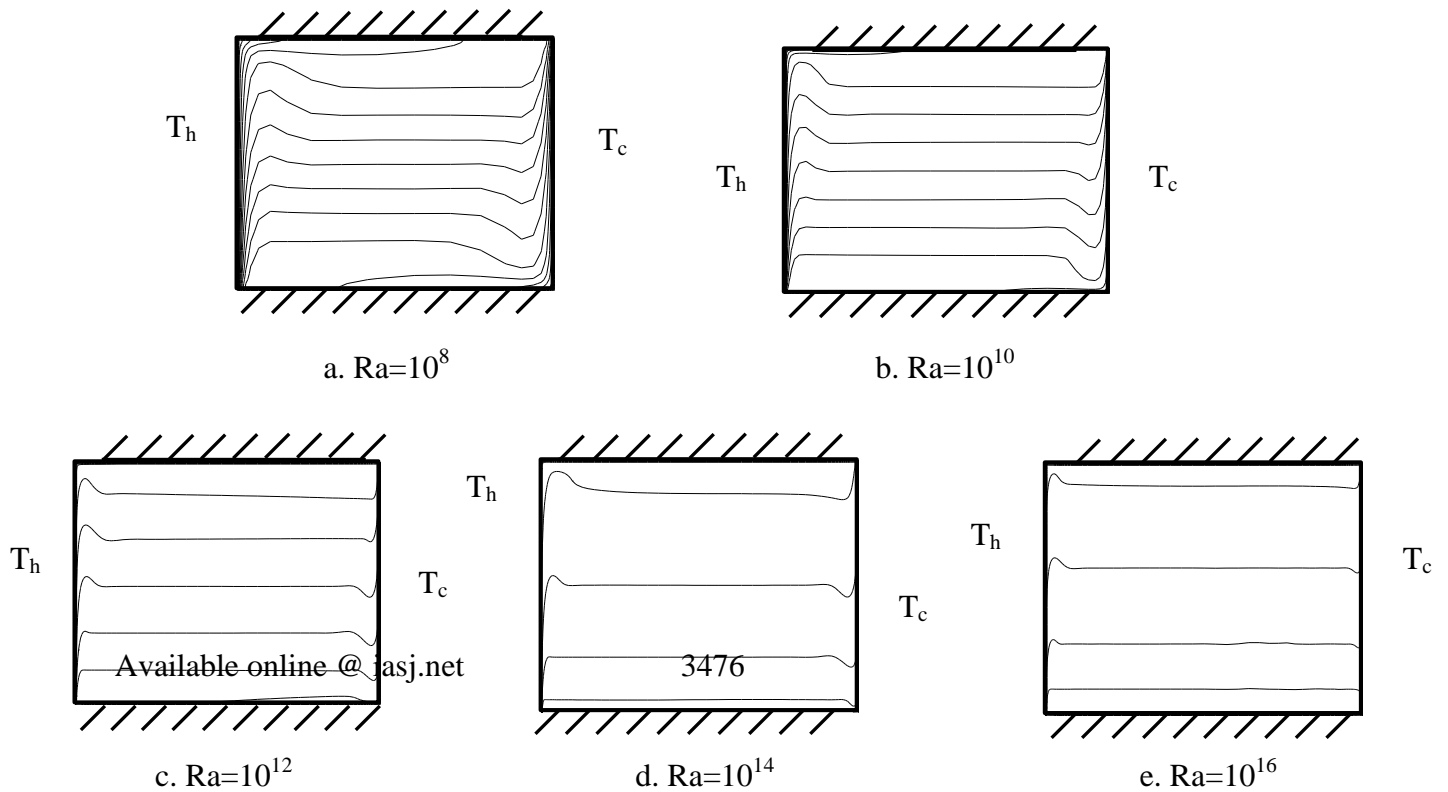 T_h
T_c
T_h
T_c
a. Ra=10^8
b. Ra=10^10
T_h
T_c
T_h
T_c
T_h
T_c
Available online @ iasj.net
3476
c. Ra=10^12
d. Ra=10^14
e. Ra=10^16